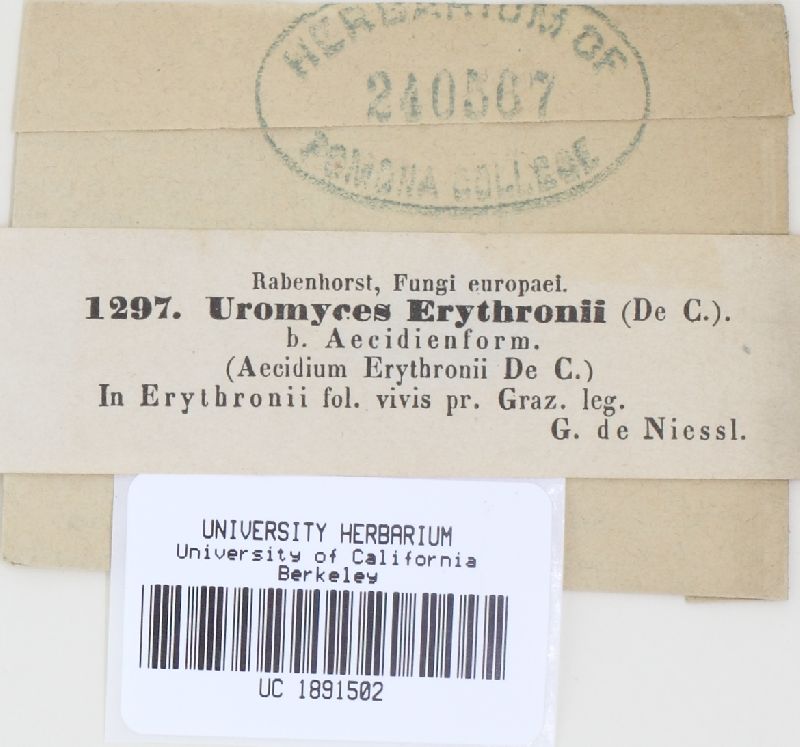 HERBARIUM OF
240567
POMONA COLLEGE
Rabenhorst, Fungi europaei.
1297. Uromyces Erythronii (De C.).
b. Aecidienform.
(Aecidium Erythronii De C.)
In Erythronii fol. vivis pr. Graz. leg.
G. de Niessl.
UNIVERSITY HERBARIUM
University of California
Berkeley
UC 1891502